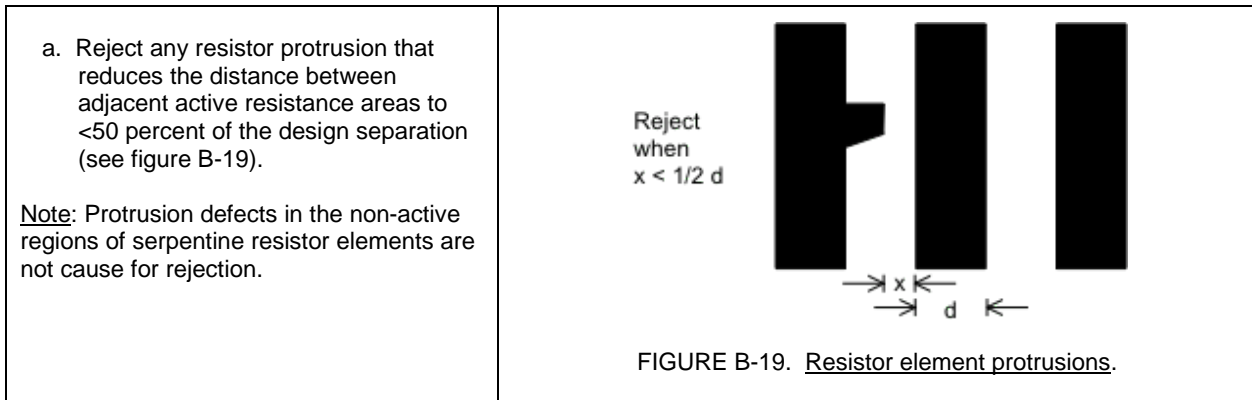 a. Reject any resistor protrusion that
reduces the distance between
adjacent active resistance areas to
<50 percent of the design separation
(see figure B-19).
Note: Protrusion defects in the non-active
regions of serpentine resistor elements are
not cause for rejection.
Reject
when
x < 1/2 d
x
d
FIGURE B-19. Resistor element protrusions.